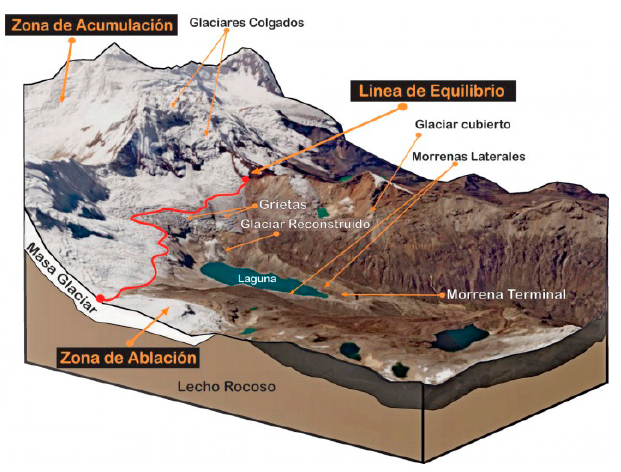 Zona de Acumulación
Glaciares Colgados
Linea de Equilibrio
Glaciar cubierto
Morrenas Laterales
Grietas
Glaciar Reconstruido
Masa Glaciar
Laguna
Morrena Terminal
Zona de Ablación
Lecho Rocoso